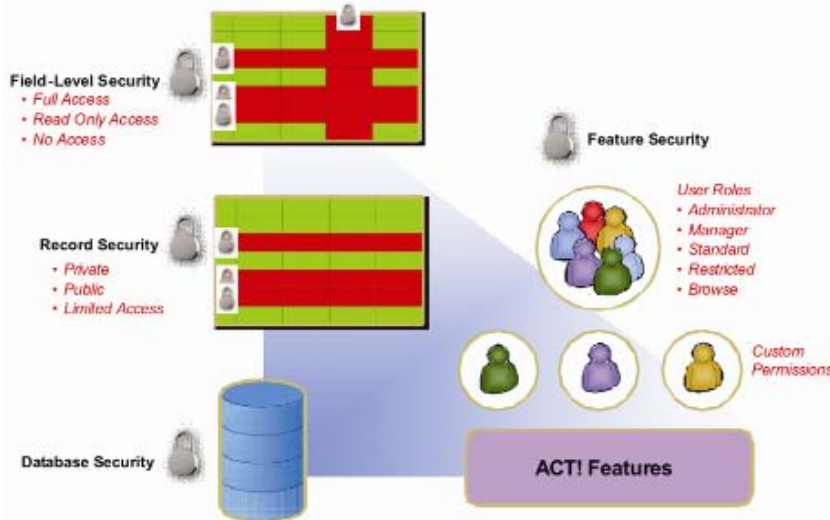 Field-Level Security
• Full Access
• Read Only Access
• No Access
Feature Security
User Roles
• Administrator
• Manager
• Standard
• Restricted
• Browse
Record Security
• Private
• Public
• Limited Access
Custom
Permissions
Database Security
ACT! Features